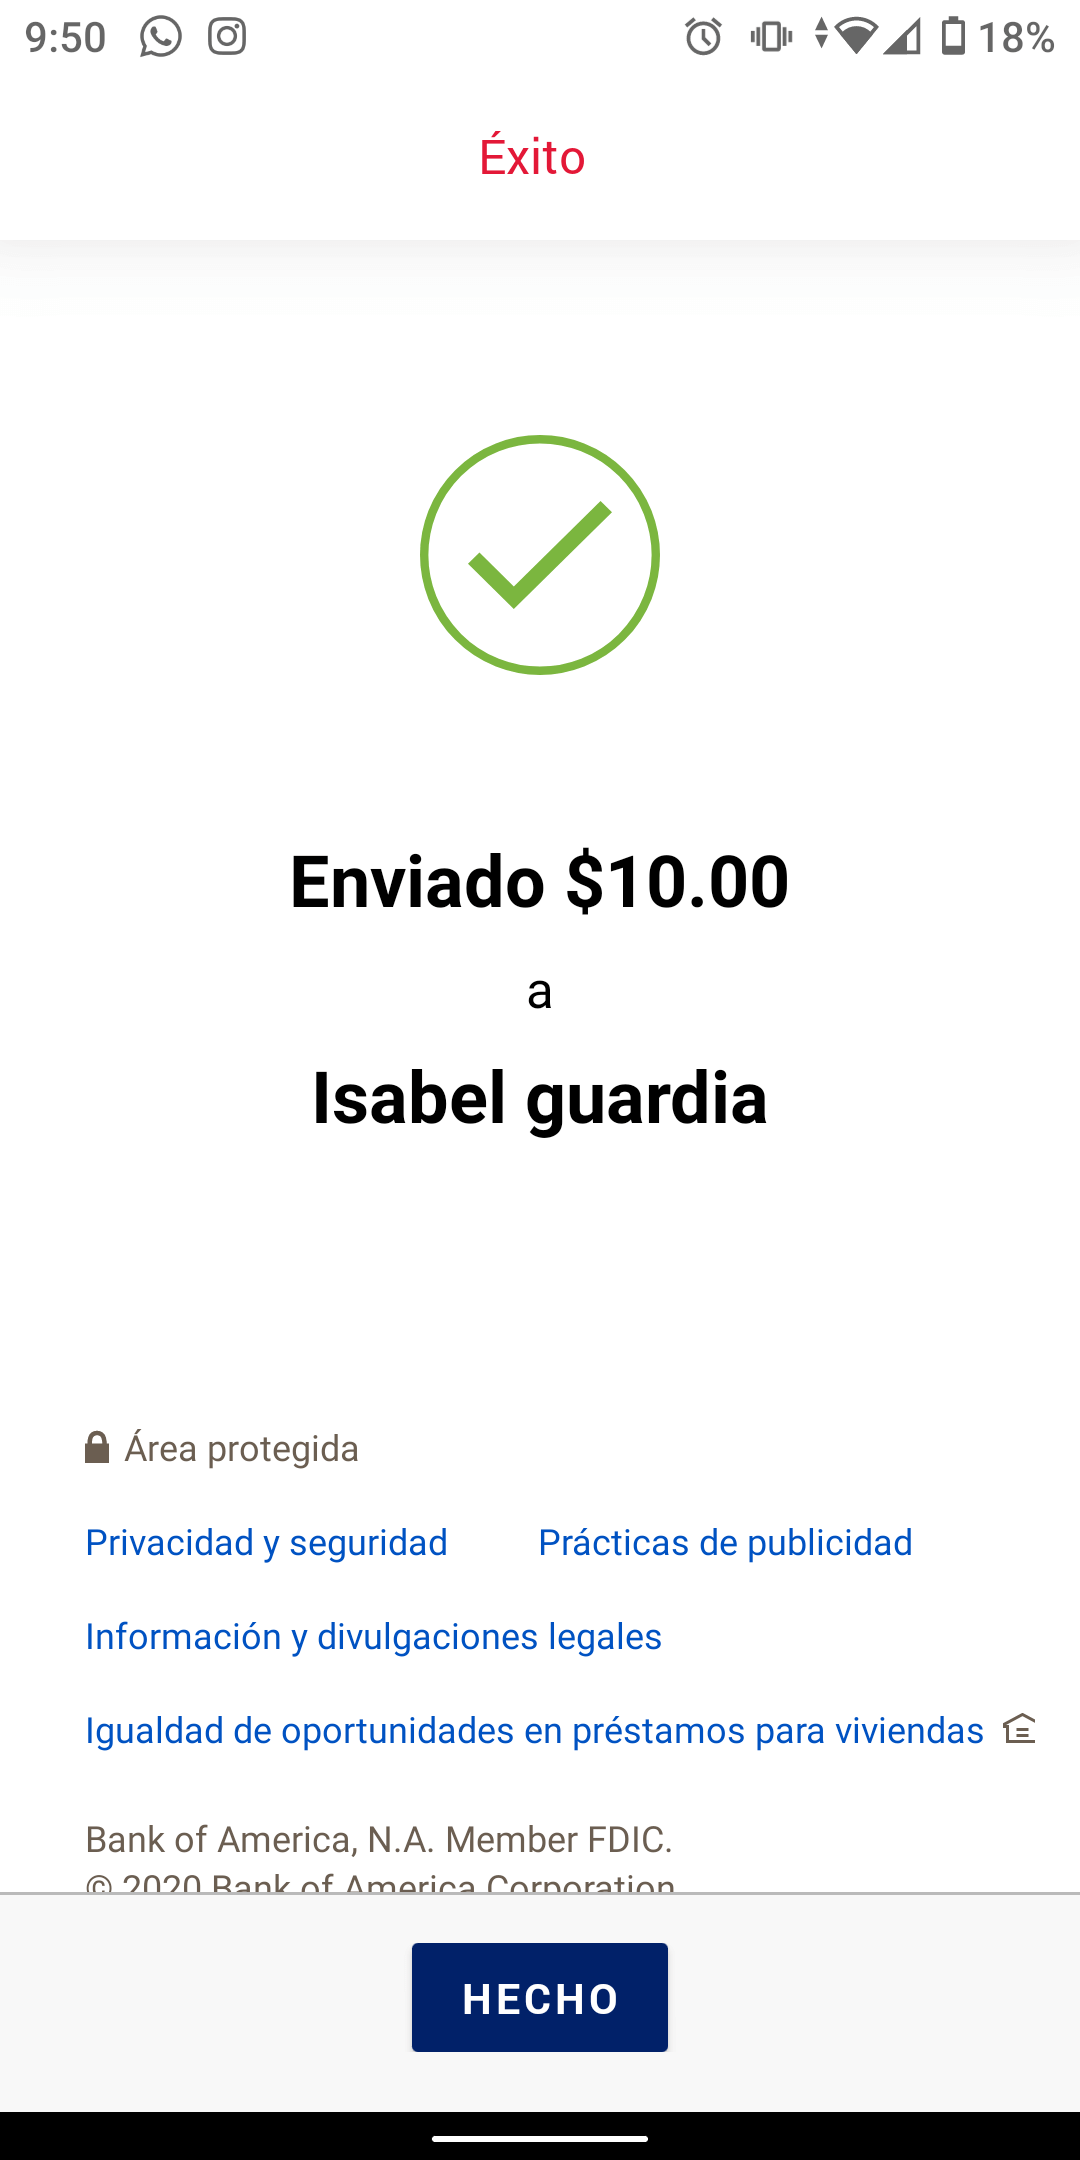 9:50 18%
Éxito
Enviado $10.00
a
Isabel guardia
Área protegida
Privacidad y seguridad Prácticas de publicidad
Información y divulgaciones legales
Igualdad de oportunidades en préstamos para viviendas
Bank of America, N.A. Member FDIC.
© 2020 Bank of America Corporation
HECHO